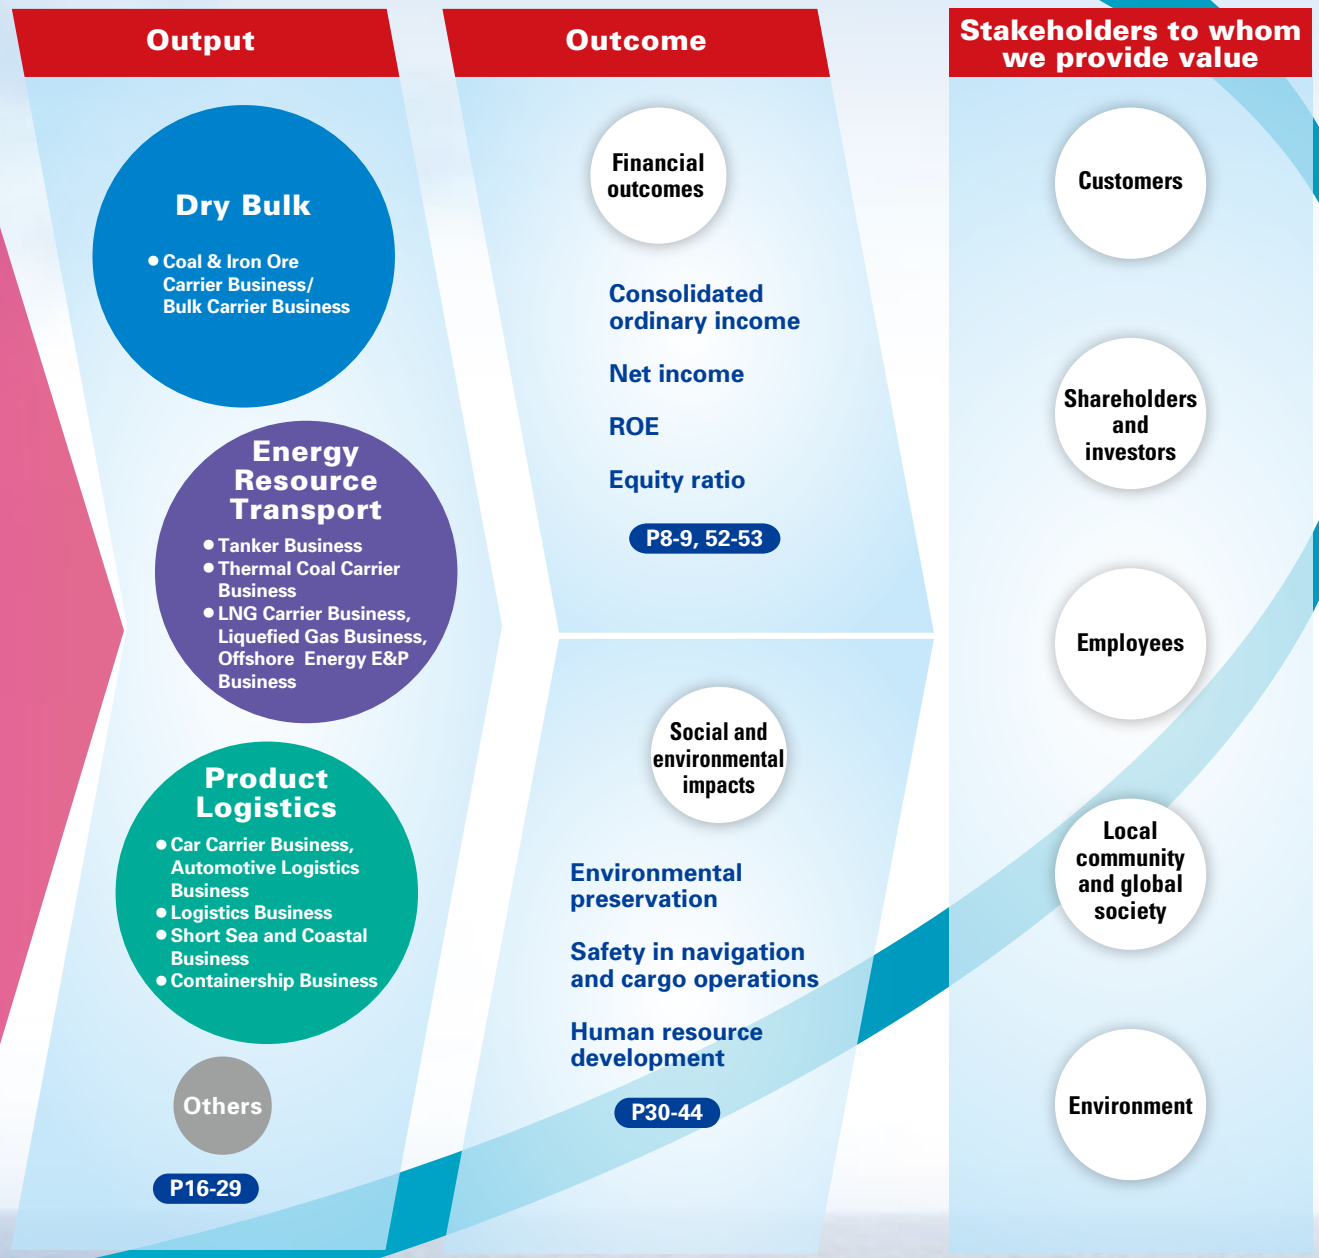 Output
Dry Bulk
● Coal & Iron Ore
Carrier Business/
Bulk Carrier Business
Energy
Resource
Transport
● Tanker Business
● Thermal Coal Carrier
Business
● LNG Carrier Business,
Liquefied Gas Business,
Offshore Energy E&P
Business
Product
Logistics
● Car Carrier Business,
Automotive Logistics
Business
● Logistics Business
● Short Sea and Coastal
Business
● Containership Business
Others
P16-29
Outcome
Financial
outcomes
Consolidated
ordinary income
Net income
ROE
Equity ratio
P8-9, 52-53
Social and
environmental
impacts
Environmental
preservation
Safety in navigation
and cargo operations
Human resource
development
P30-44
Stakeholders to whom
we provide value
Customers
Shareholders
and
investors
Employees
Local
community
and global
society
Environment